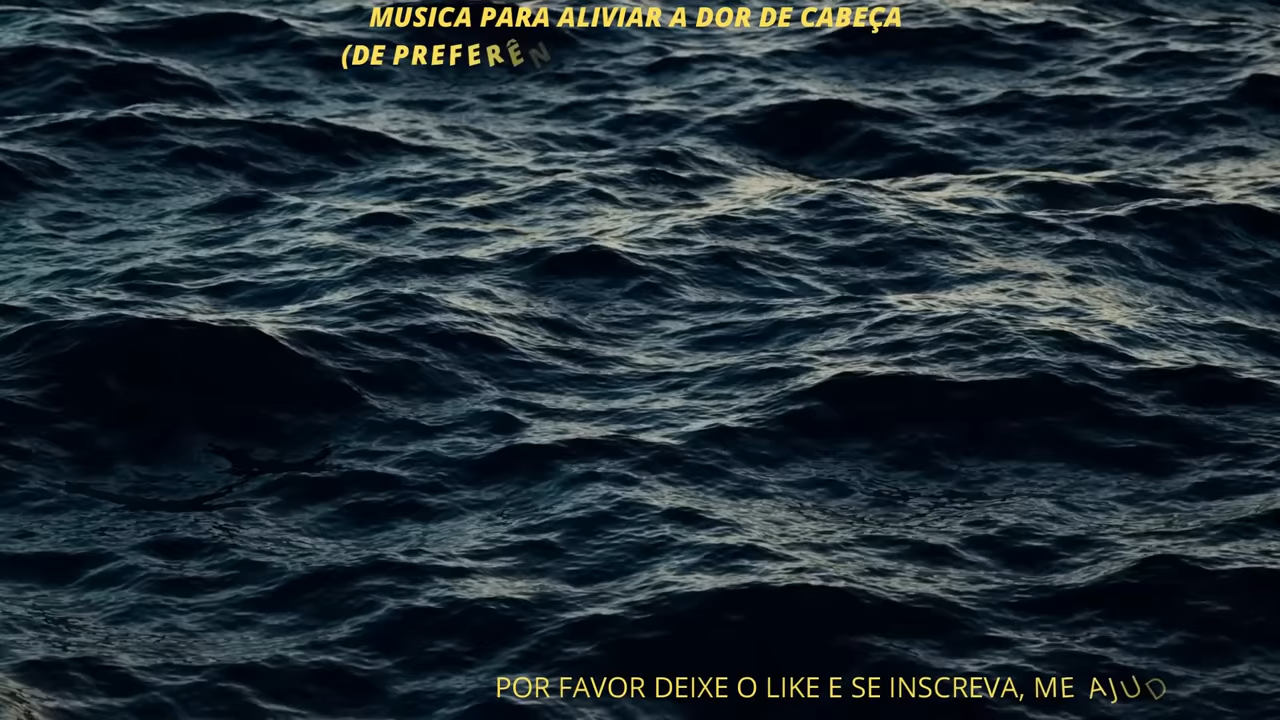 MUSICA PARA ALIVIAR A DOR DE CABEÇA
(DE PREFERÊN
POR FAVOR DEIXE O LIKE E SE INSCREVA, ME AJUD